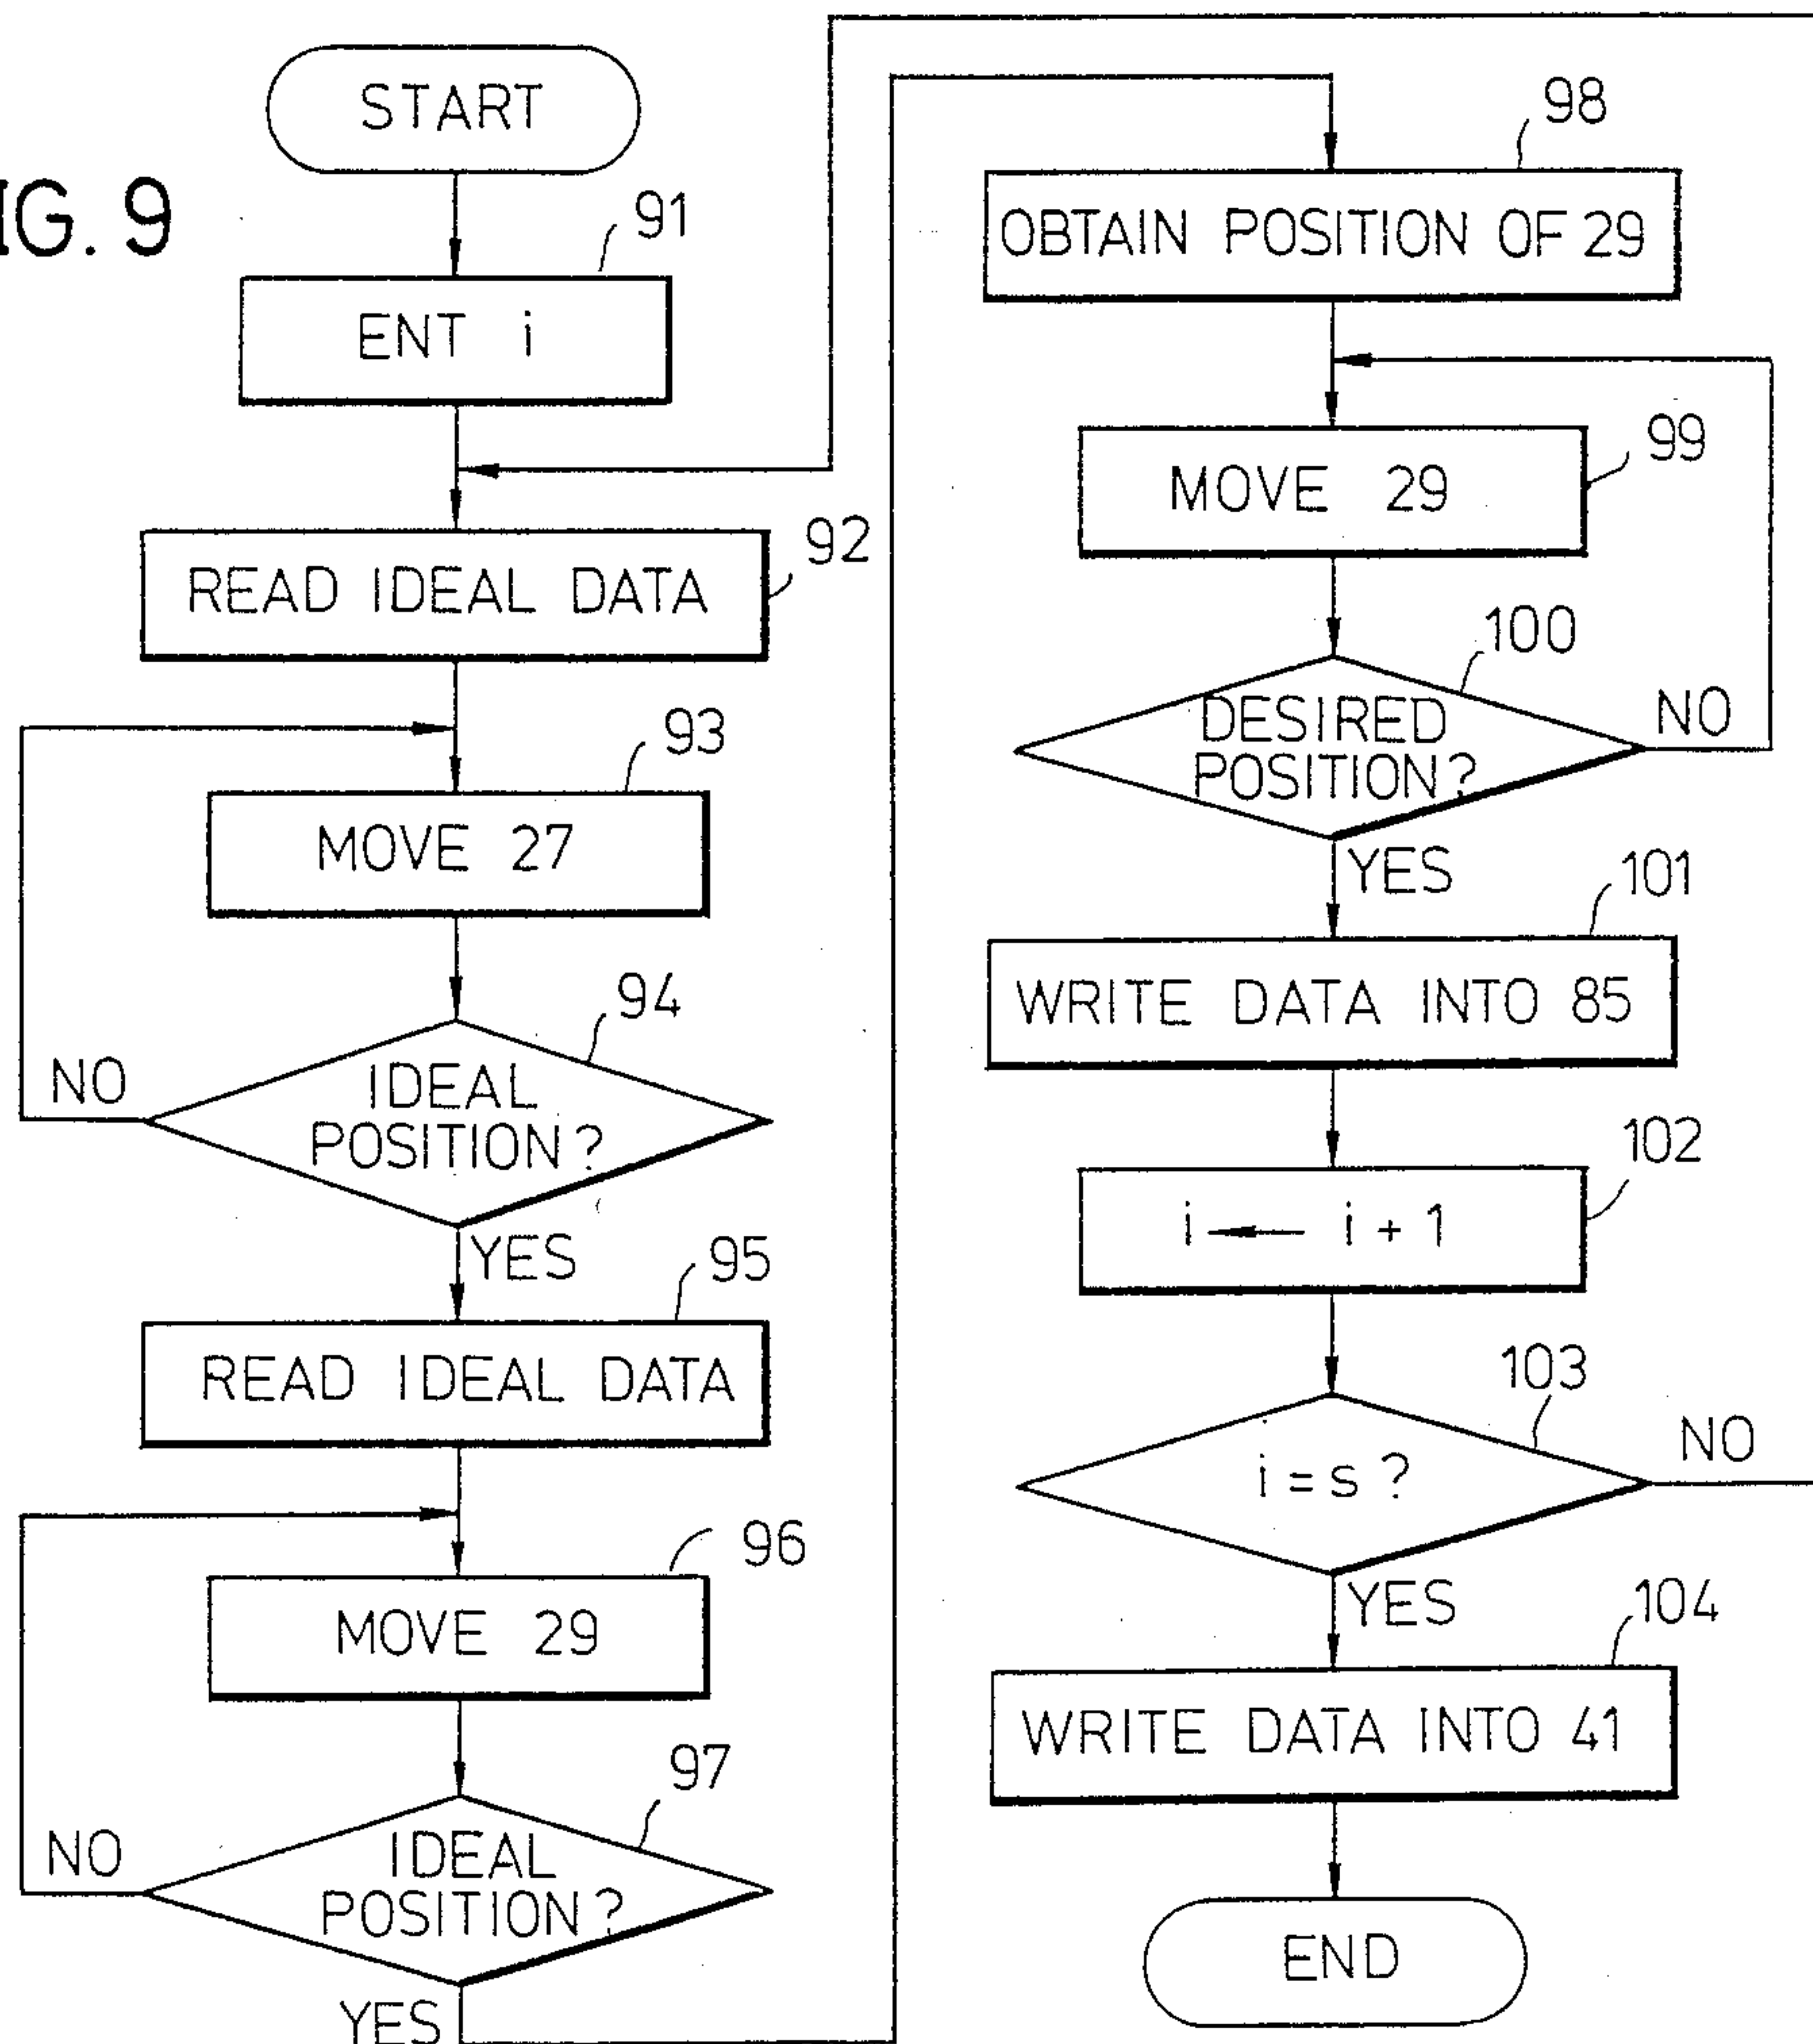 IG. 9
START
91
ENT i
92
READ IDEAL DATA
93
MOVE 27
94
IDEAL
POSITION?
NO
YES
95
READ IDEAL DATA
96
MOVE 29
97
IDEAL
POSITION?
NO
YES
98
OBTAIN POSITION OF 29
99
MOVE 29
100
DESIRED
POSITION?
NO
YES
101
WRITE DATA INTO 85
102
i ← i + 1
103
i = s ?
NO
YES
104
WRITE DATA INTO 41
END